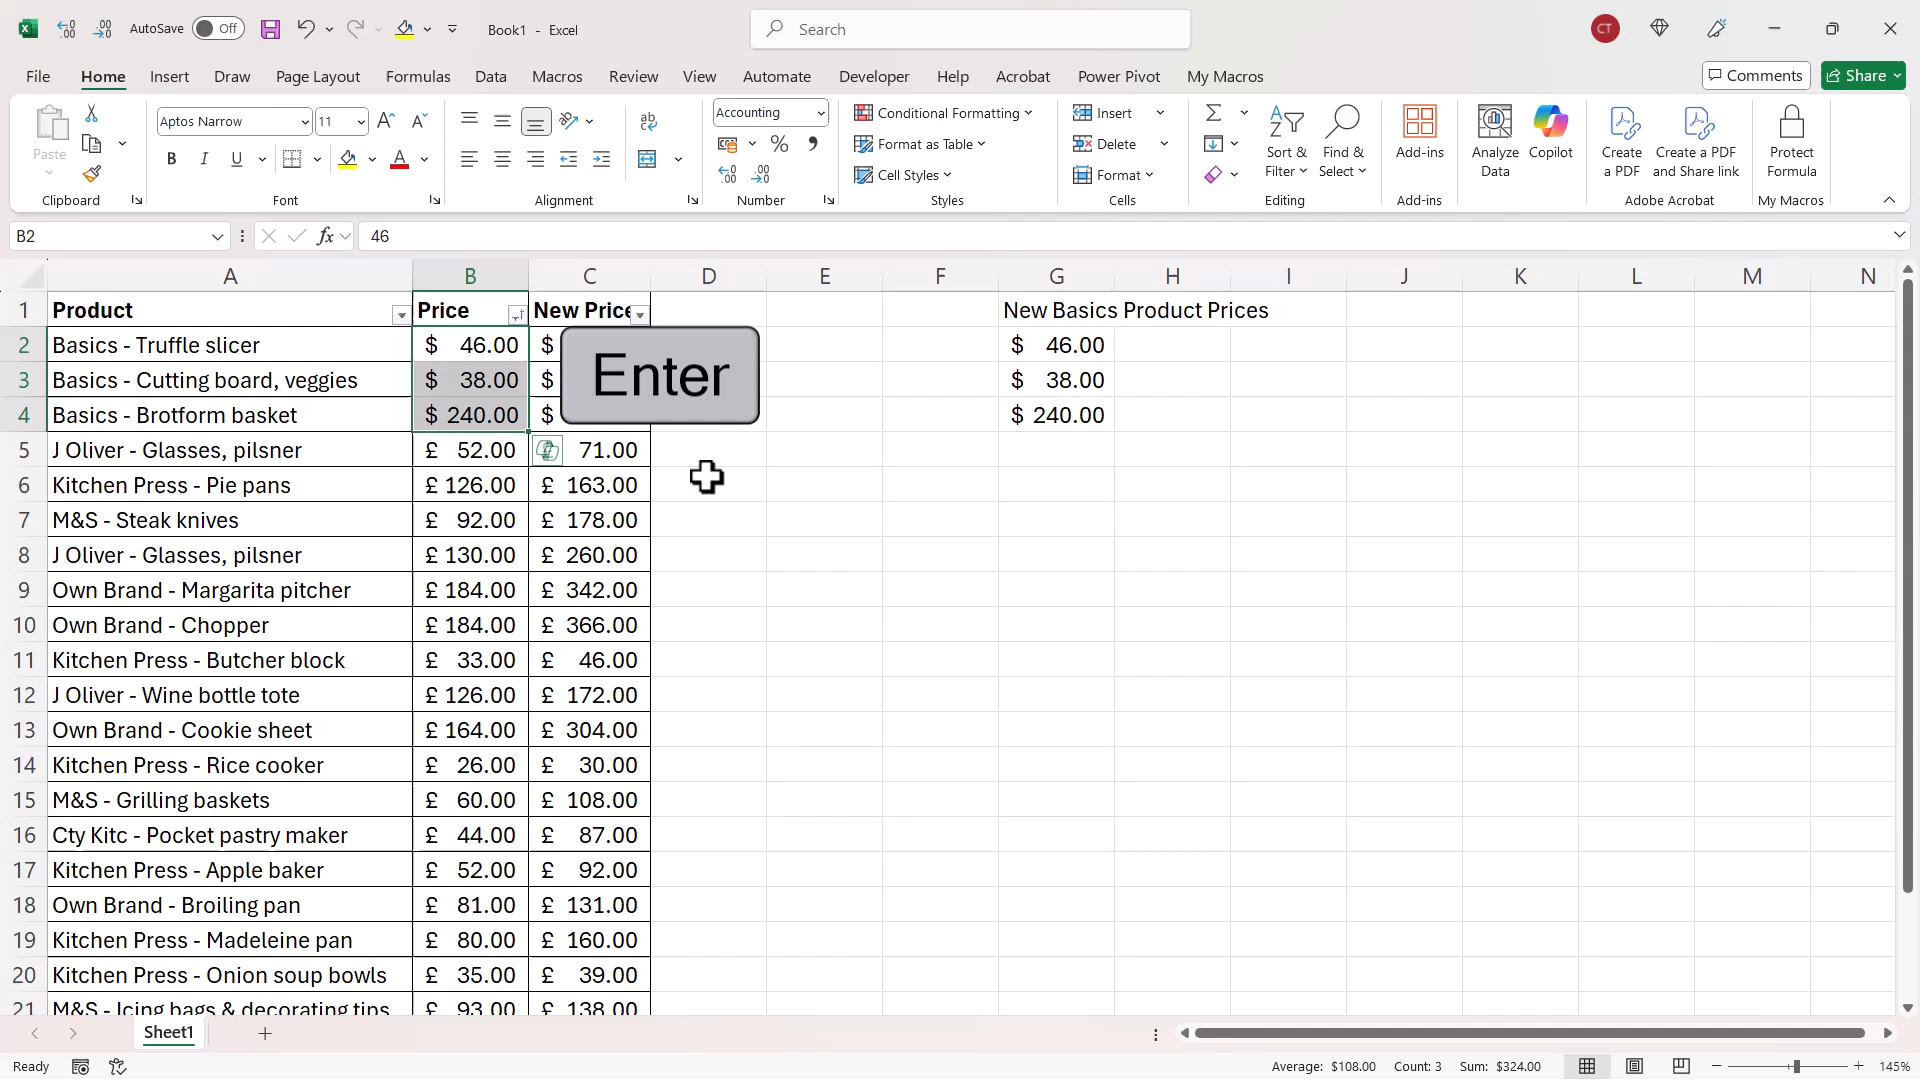 AutoSave Off Book1 - Excel Search CT
File Home Insert Draw Page Layout Formulas Data Macros Review View Automate Developer Help Acrobat Power Pivot My Macros Comments Share
Paste Aptos Narrow 11 Accounting Conditional Formatting Insert Sort & Filter Find & Select Add-ins Analyze Data Copilot Create a PDF Create a PDF and Share link Protect Formula
B I U ab c % Format as Table Delete
Cell Styles Format
Clipboard Font Alignment Number Styles Cells Editing Add-ins Adobe Acrobat My Macros
B2 fx 46
A B C D E F G H I J K L M N
1 Product Price New Price New Basics Product Prices
2 Basics - Truffle slicer $ 46.00 $ $ 46.00
Enter
3 Basics - Cutting board, veggies $ 38.00 $ $ 38.00
4 Basics - Brotform basket $ 240.00 $ $ 240.00
5 J Oliver - Glasses, pilsner £ 52.00 71.00
6 Kitchen Press - Pie pans £ 126.00 £ 163.00
7 M&S - Steak knives £ 92.00 £ 178.00
8 J Oliver - Glasses, pilsner £ 130.00 £ 260.00
9 Own Brand - Margarita pitcher £ 184.00 £ 342.00
10 Own Brand - Chopper £ 184.00 £ 366.00
11 Kitchen Press - Butcher block £ 33.00 £ 46.00
12 J Oliver - Wine bottle tote £ 126.00 £ 172.00
13 Own Brand - Cookie sheet £ 164.00 £ 304.00
14 Kitchen Press - Rice cooker £ 26.00 £ 30.00
15 M&S - Grilling baskets £ 60.00 £ 108.00
16 Cty Kitc - Pocket pastry maker £ 44.00 £ 87.00
17 Kitchen Press - Apple baker £ 52.00 £ 92.00
18 Own Brand - Broiling pan £ 81.00 £ 131.00
19 Kitchen Press - Madeleine pan £ 80.00 £ 160.00
20 Kitchen Press - Onion soup bowls £ 35.00 £ 39.00
21 M&S - Icing bags & decorating tips £ 93.00 £ 138.00
Sheet1
Ready Average: $108.00 Count: 3 Sum: $324.00 145%